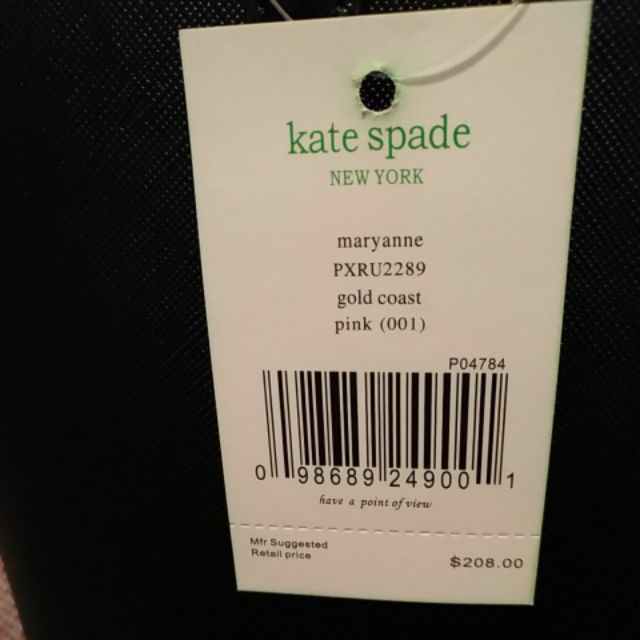 kate spade
NEW YORK
maryanne
PXRU2289
gold coast
pink (001)
P04784
0 98689 24900 1
have a point of view
Mfr Suggested
Retail price
$208.00